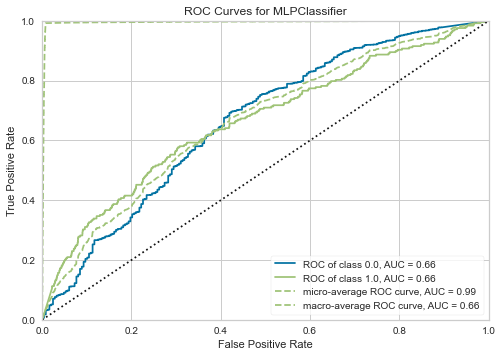 ROC Curves for MLPClassifier
1.0
0.8
0.6
0.4
0.2
0.0
True Positive Rate
0.0 0.2 0.4 0.6 0.8 1.0
False Positive Rate
ROC of class 0.0, AUC = 0.66
ROC of class 1.0, AUC = 0.66
micro-average ROC curve, AUC = 0.99
macro-average ROC curve, AUC = 0.66